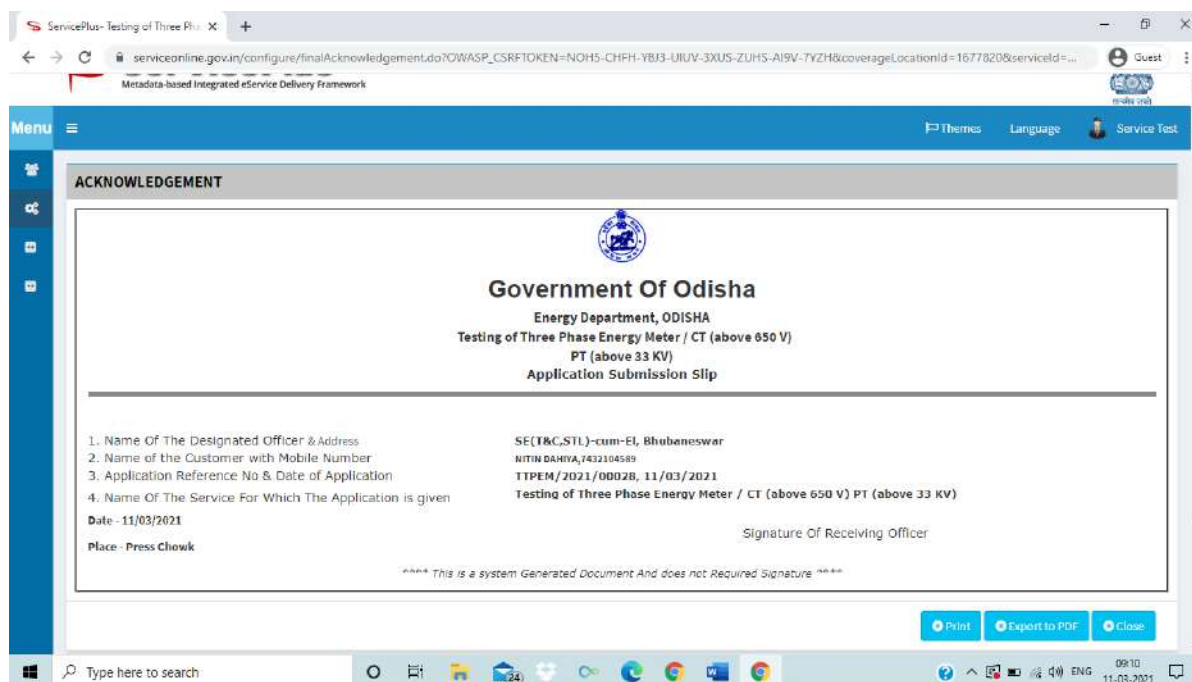 ServicePlus- Testing of Three Pha
serviceonline.gov.in/configure/finalAcknowledgement.do?OWASP_CSRFTOKEN=NOH5-CHFH-YBJ3-UIUV-3XUS-ZUHS-AI9V-7YZH&coverageLocationId=1677820&serviceId=...
Guest
Metadata-based Integrated eService Delivery Framework
Menu
Themes Language Service Test
ACKNOWLEDGEMENT
Government Of Odisha
Energy Department, ODISHA
Testing of Three Phase Energy Meter / CT (above 650 V)
PT (above 33 KV)
Application Submission Slip
1. Name Of The Designated Officer & Address SE(T&C,STL)-cum-EI, Bhubaneswar
2. Name of the Customer with Mobile Number NITIN DAHIYA,7432104589
3. Application Reference No & Date of Application TTPEM/2021/00028, 11/03/2021
4. Name Of The Service For Which The Application is given Testing of Three Phase Energy Meter / CT (above 650 V) PT (above 33 KV)
Date - 11/03/2021
Signature Of Receiving Officer
Place - Press Chowk
**** This is a system Generated Document And does not Required Signature ****
Print Export to PDF Close
Type here to search
24
ENG
09:10
11-03-2021